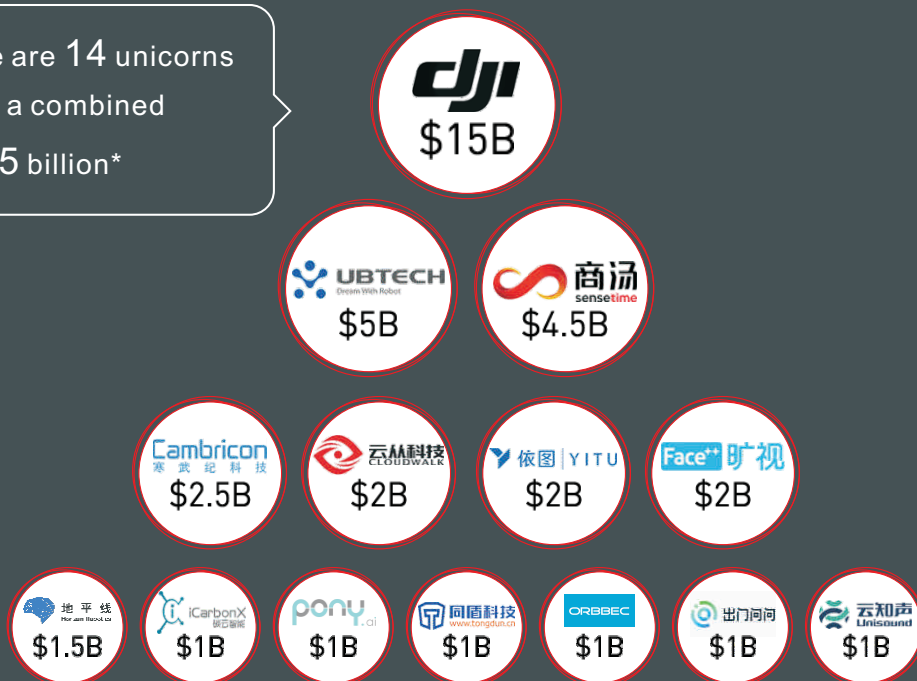 e are 14 unicorns
a combined
5 billion*
dji
$15B
UBTECH
Dream With Robot
$5B
商汤
sensetime
$4.5B
Cambricon
寒武纪科技
$2.5B
云从科技
CLOUDWALK
$2B
依图 YITU
$2B
Face++ 旷视
$2B
地平线
Horizon Robotics
$1.5B
iCarbonX
碳云智能
$1B
pony.ai
$1B
同盾科技
www.tongdun.cn
$1B
ORBBEC
$1B
出门问问
$1B
云知声
Unisound
$1B